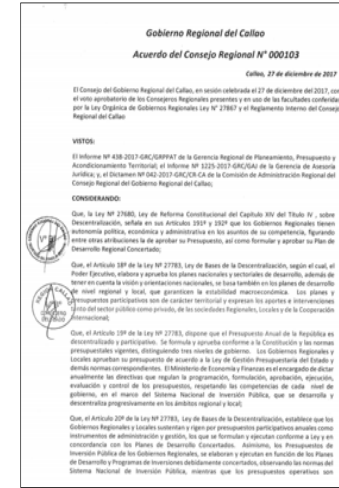 Gobierno Regional del Callao
Acuerdo del Consejo Regional N° 000103
Callao, 27 de diciembre de 2017
El Consejo del Gobierno Regional del Callao, en sesión celebrada el 27 de diciembre del 2017, con
el voto aprobatorio de los Consejeros Regionales presentes y en uso de las facultades conferidas
por la Ley Orgánica de Gobiernos Regionales Ley N° 27867 y el Reglamento Interno del Consejo
Regional del Callao
VISTOS:
El Informe N° 438-2017-GRC/GRPPAT de la Gerencia Regional de Planeamiento, Presupuesto y
Acondicionamiento Territorial; el Informe N° 1225-2017-GRC/GAJ de la Gerencia de Asesoría
Jurídica; y, el Dictamen N° 042-2017-GRC/CR-CA de la Comisión de Administración Regional del
Consejo Regional del Gobierno Regional del Callao;
CONSIDERANDO:
Que, la Ley N° 27680, Ley de Reforma Constitucional del Capítulo XIV del Título IV , sobre
Descentralización, señala en sus Artículos 191º y 192º que los Gobiernos Regionales tienen
autonomía política, económica y administrativa en los asuntos de su competencia, figurando
entre otras atribuciones la de aprobar su Presupuesto, así como formular y aprobar su Plan de
Desarrollo Regional Concertado;
Que, el Artículo 18º de la Ley Nº 27783, Ley de Bases de la Descentralización, según el cual, el
Poder Ejecutivo, elabora y aprueba los planes nacionales y sectoriales de desarrollo, además de
tener en cuenta la visión y orientaciones nacionales, se basa también en los planes de desarrollo
de nivel regional y local, que garanticen la estabilidad macroeconómica. Los planes y
presupuestos participativos son de carácter territorial y expresan los aportes e intervenciones
tanto del sector público como privado, de las sociedades Regionales, Locales y de la Cooperación
Internacional;
Que, el Artículo 19º de la Ley Nº 27783, dispone que el Presupuesto Anual de la República es
descentralizado y participativo. Se formula y aprueba conforme a la Constitución y las normas
presupuestales vigentes, distinguiendo tres niveles de gobierno. Los Gobiernos Regionales y
Locales aprueban su presupuesto de acuerdo a la Ley de Gestión Presupuestaria del Estado y
demás normas correspondientes. El Ministerio de Economía y Finanzas es el encargado de dictar
anualmente las directivas que regulan la programación, formulación, aprobación, ejecución,
evaluación y control de los presupuestos, respetando las competencias de cada nivel de
gobierno, en el marco del Sistema Nacional de Inversión Pública, que se desarrolla y
descentraliza progresivamente en los ámbitos regional y local;
Que, el Artículo 20º de la Ley Nº 27783, Ley de Bases de la Descentralización, establece que los
Gobiernos Regionales y Locales sustentan y rigen por presupuestos participativos anuales como
instrumentos de administración y gestión, los que se formulan y ejecutan conforme a Ley y en
concordancia con los Planes de Desarrollo Concertados. Asimismo, los Presupuestos de
Inversión Pública de los Gobiernos Regionales, se elaboran y ejecutan en función de los Planes
de Desarrollo y Programas de Inversiones debidamente concertados, observando las normas del
Sistema Nacional de Inversión Pública, mientras que los presupuestos operativos son